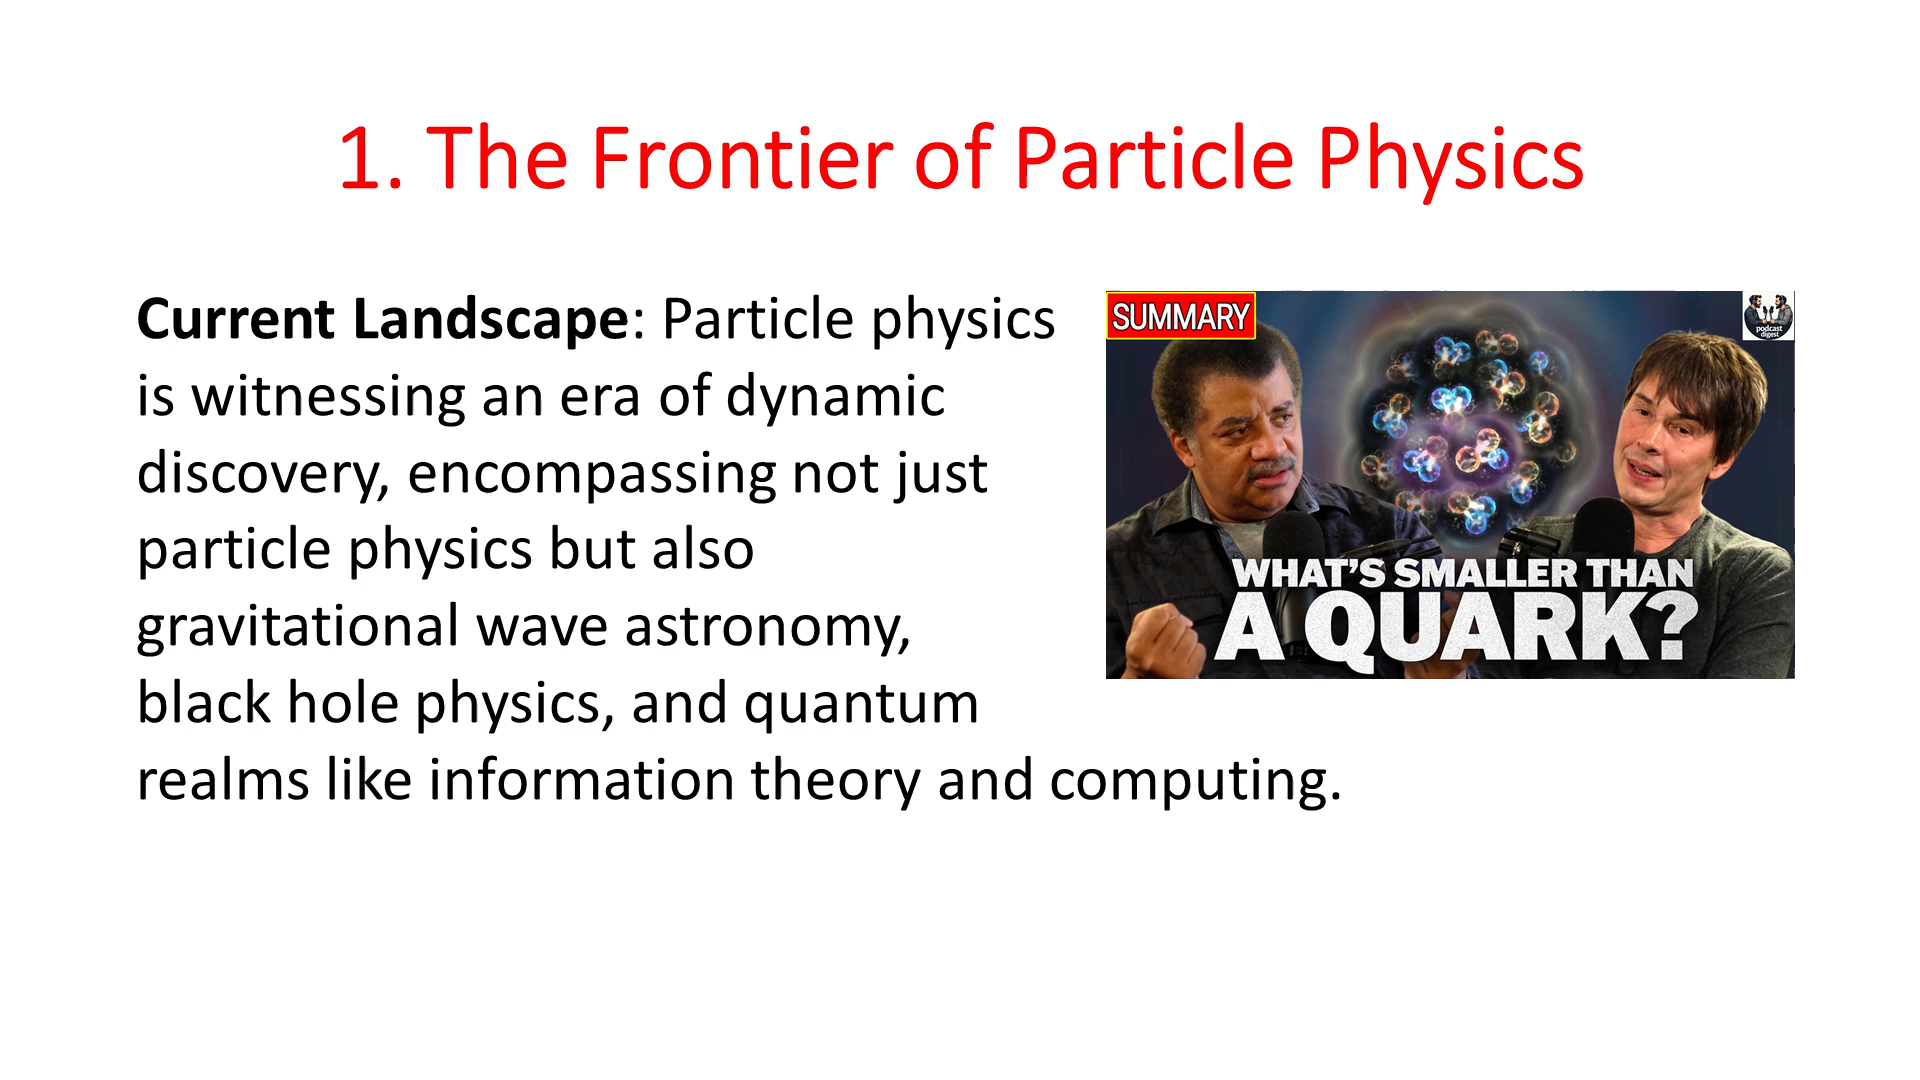 1. The Frontier of Particle Physics
Current Landscape: Particle physics
is witnessing an era of dynamic
discovery, encompassing not just
particle physics but also
gravitational wave astronomy,
black hole physics, and quantum
realms like information theory and computing.
SUMMARY
podcast
digest
WHAT'S SMALLER THAN
A QUARK?